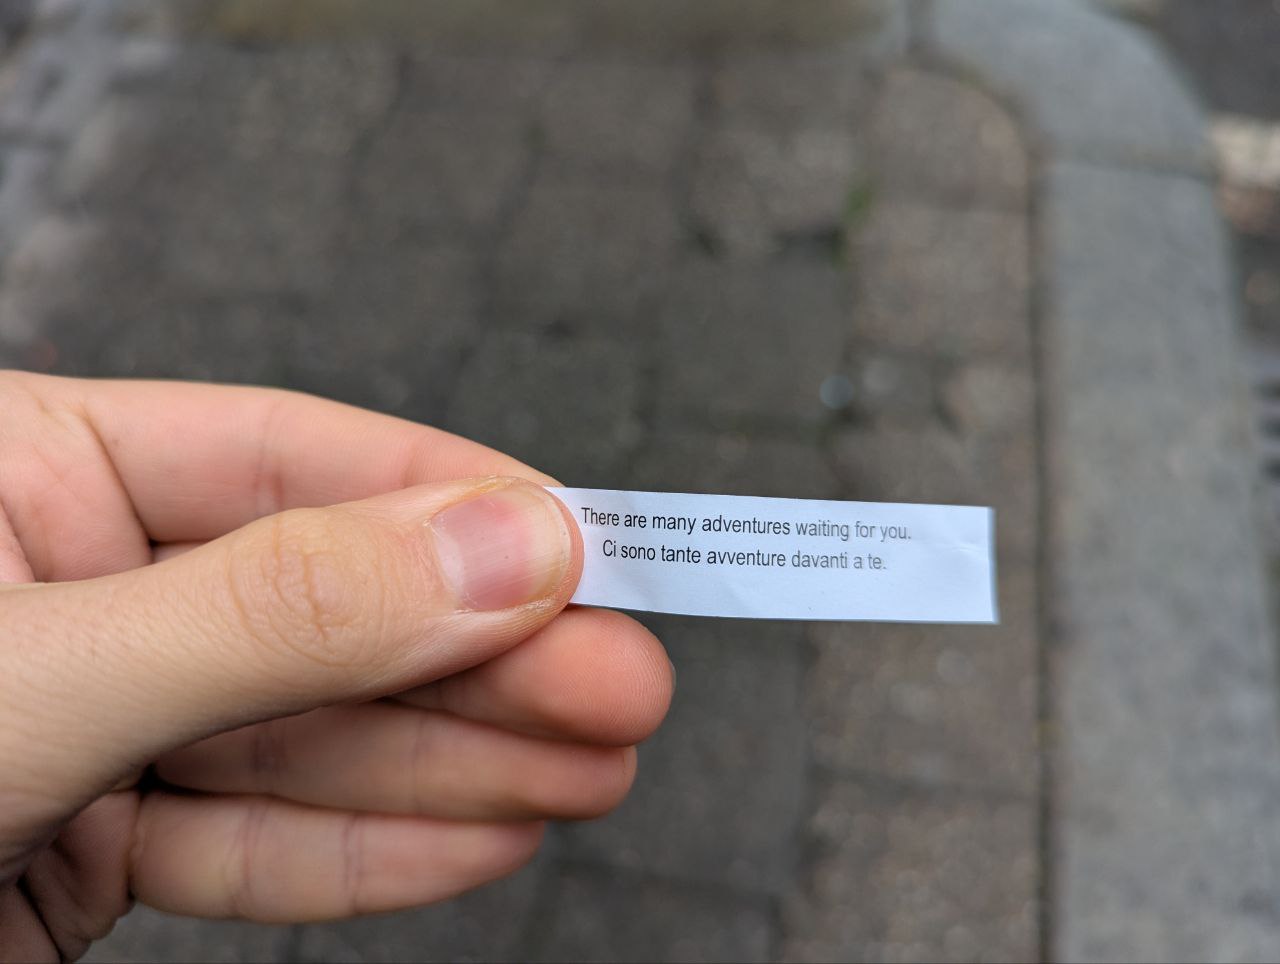 There are many adventures waiting for you.
Ci sono tante avventure davanti a te.